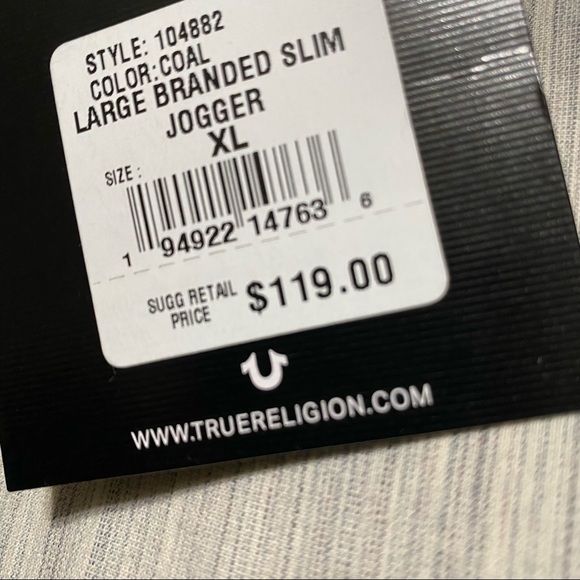 STYLE: 104882
COLOR:COAL
LARGE BRANDED SLIM
JOGGER
SIZE : XL
1 94922 14763 6
SUGG RETAIL PRICE $119.00
WWW.TRUERELIGION.COM